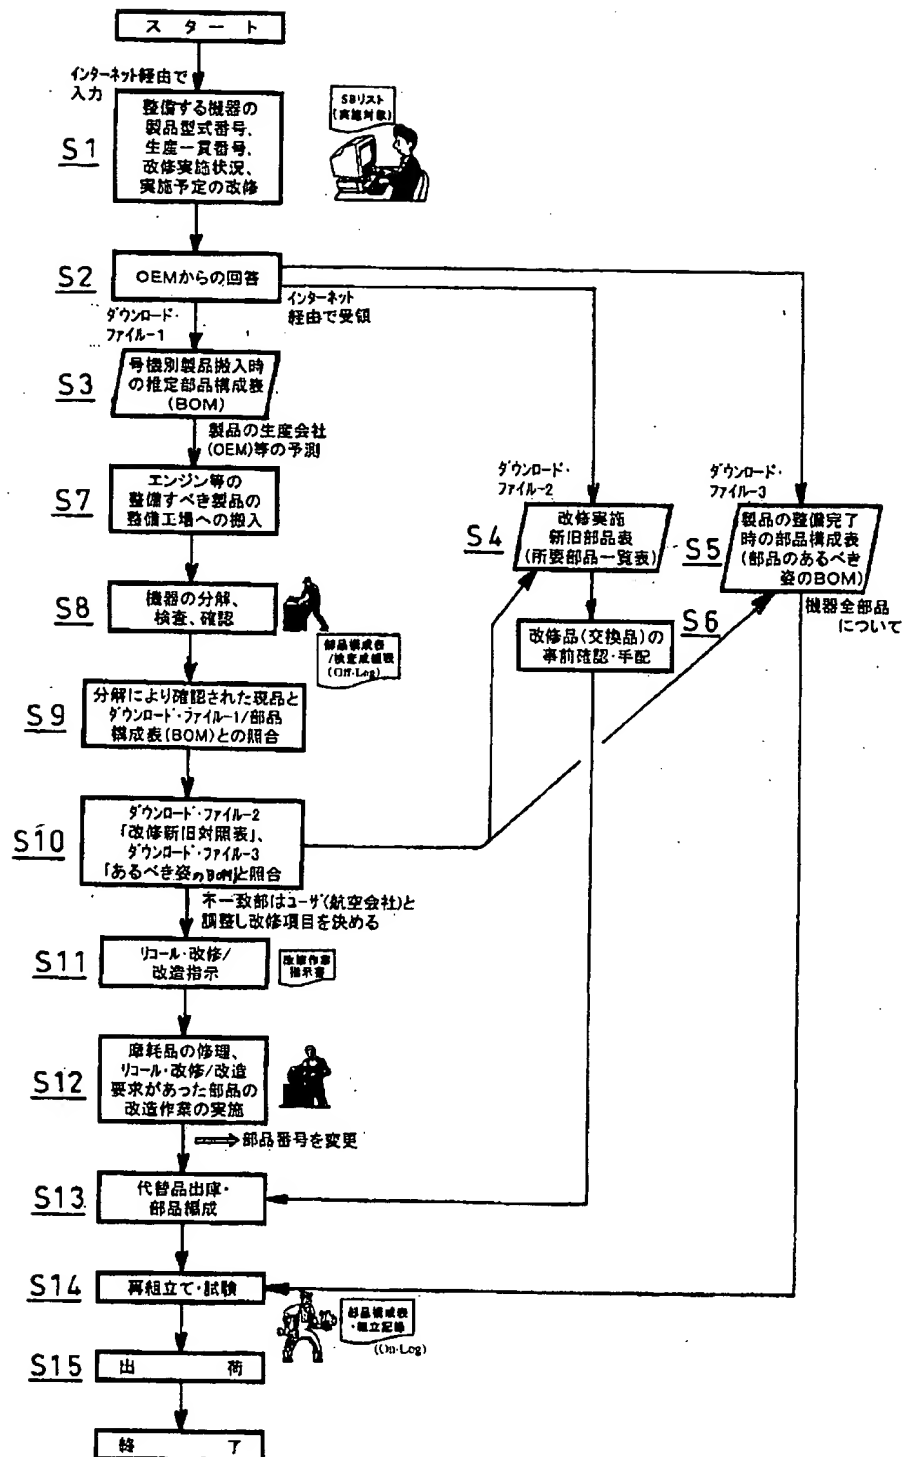 スタート
インターネット経由で
入力
S1
整備する機器の
製品型式番号、
生産一貫番号、
改修実施状況、
実施予定の改修
SBリスト
(実施対象)
S2
OEMからの回答
ダウンロード・
ファイル-1
インターネット
経由で受領
S3
号機別製品搬入時
の推定部品構成表
(BOM)
製品の生産会社
(OEM)等の予測
S7
エンジン等の
整備すべき製品の
整備工場への搬入
ダウンロード・
ファイル-2
S4
改修実施
新旧部品表
(所要部品一覧表)
ダウンロード・
ファイル-3
S5
製品の整備完了
時の部品構成表
(部品のあるべき
姿のBOM)
機器全部品
について
S6
改修品(交換品)の
事前確認・手配
S8
機器の分解、
検査、確認
部品構成表
/検査成績表
(Off-Log)
S9
分解により確認された現品と
ダウンロード・ファイル-1/部品
構成表(BOM)との照合
S10
ダウンロード・ファイル-2
「改修新旧対照表」、
ダウンロード・ファイル-3
「あるべき姿のBOM」と照合
不一致部はユーザ(航空会社)と
調整し改修項目を決める
S11
リコール・改修/
改造指示
改修作業
指示書
S12
摩耗品の修理、
リコール・改修/改造
要求があった部品の
改造作業の実施
⇒部品番号を変更
S13
代替品出庫・
部品編成
S14
再組立て・試験
部品構成表
・組立記録
(On-Log)
S15
出荷
終了